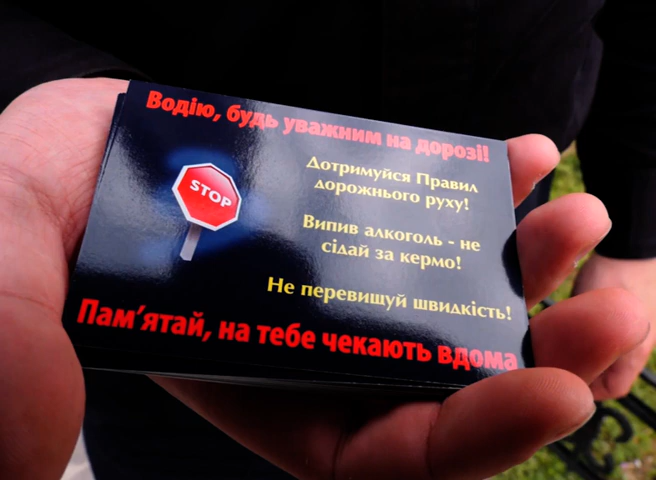 Водію, будь уважним на дорозі!
STOP
Дотримуйся Правил
дорожнього руху!
Випив алкоголь - не
сідай за кермо!
Не перевищуй швидкість!
Пам'ятай, на тебе чекають вдома